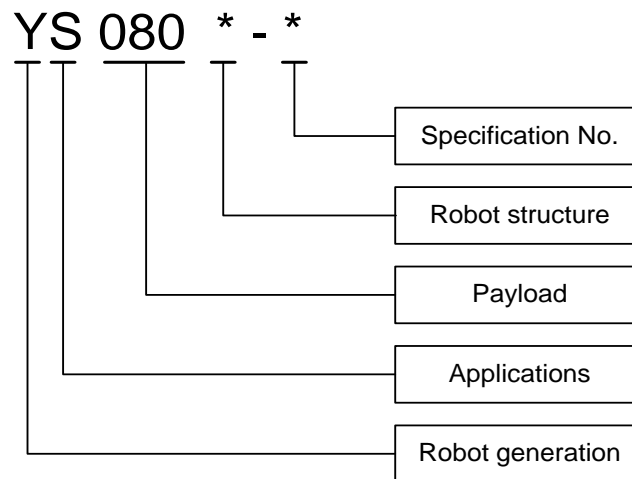 YS 080 * - *
Specification No.
Robot structure
Payload
Applications
Robot generation